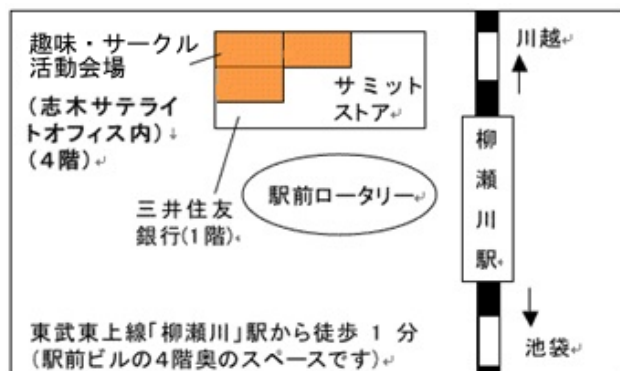 趣味・サークル
活動会場
(志木サテライ
トオフィス内)↓
(4階)↵
サミット
ストア↵
三井住友
銀行(1階)↵
駅前ロータリー↵
川越↵
柳瀬川駅↵
池袋↵
東武東上線「柳瀬川」駅から徒歩 1 分
(駅前ビルの4階奥のスペースです)↵